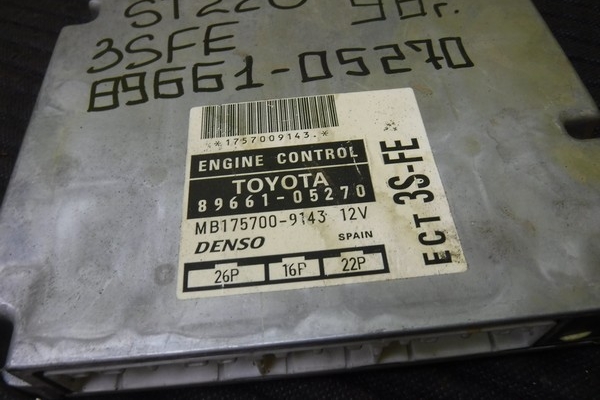 ST220 98г.
3SFE
89661-05270
*1757009143.*
ENGINE CONTROL
TOYOTA
89661-05270
MB175700-9143 12V
DENSO SPAIN
26P 16P 22P
ECT 3S-FE